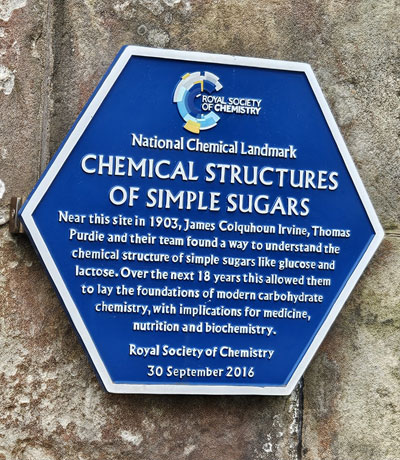 ROYAL SOCIETY
OF CHEMISTRY
National Chemical Landmark
CHEMICAL STRUCTURES
OF SIMPLE SUGARS
Near this site in 1903, James Colquhoun Irvine, Thomas
Purdie and their team found a way to understand the
chemical structure of simple sugars like glucose and
lactose. Over the next 18 years this allowed them
to lay the foundations of modern carbohydrate
chemistry, with implications for medicine,
nutrition and biochemistry.
Royal Society of Chemistry
30 September 2016